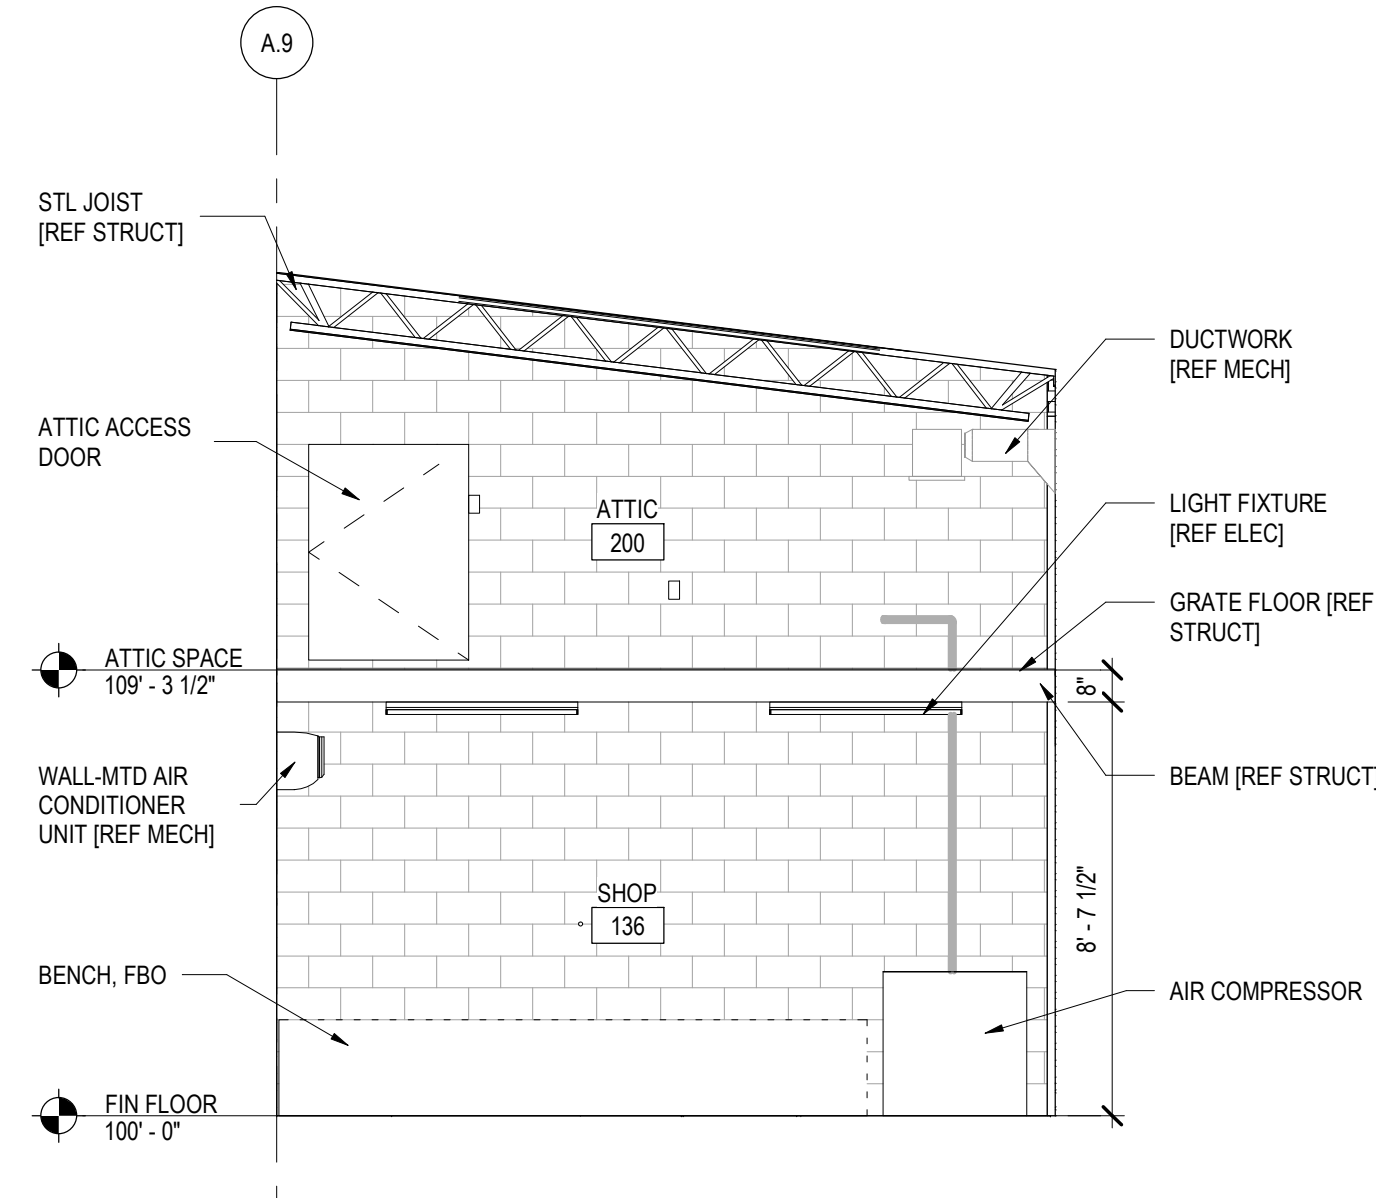 A.9
STL JOIST
[REF STRUCT]
DUCTWORK
[REF MECH]
ATTIC ACCESS
DOOR
LIGHT FIXTURE
[REF ELEC]
ATTIC
200
GRATE FLOOR [REF
STRUCT]
ATTIC SPACE
109' - 3 1/2"
8"
WALL-MTD AIR
CONDITIONER
UNIT [REF MECH]
BEAM [REF STRUCT]
8' - 7 1/2"
SHOP
136
BENCH, FBO
AIR COMPRESSOR
FIN FLOOR
100' - 0"